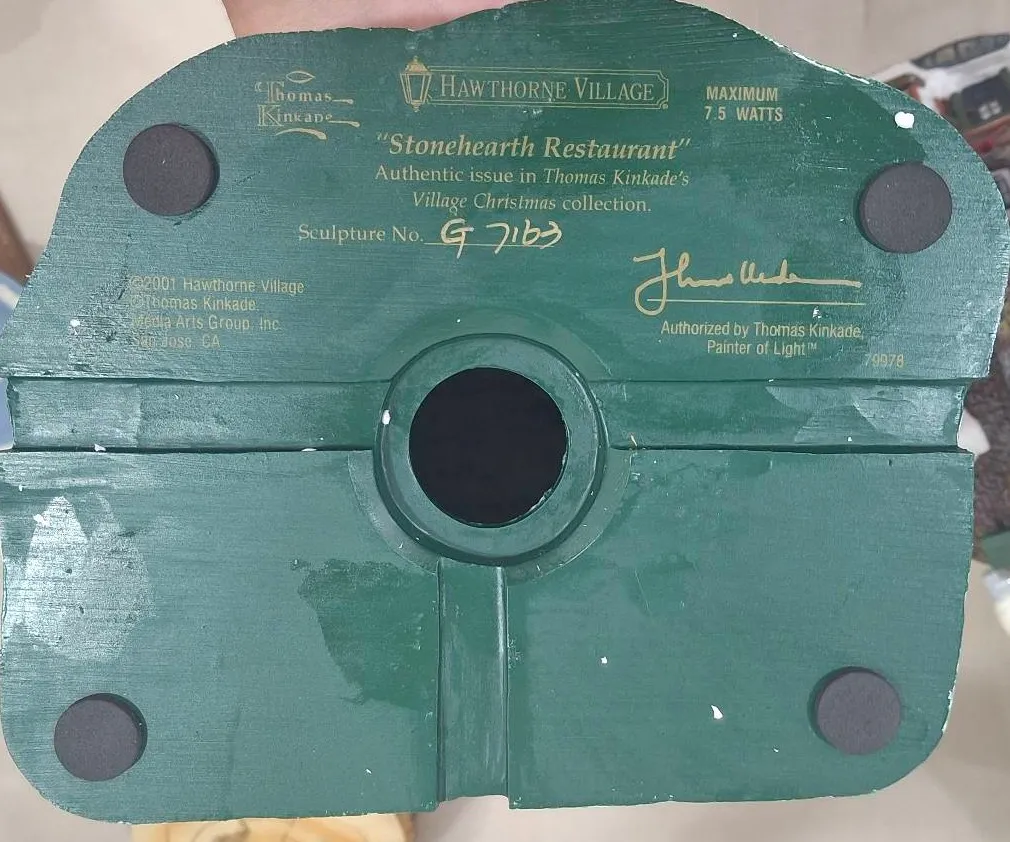 Thomas
Kinkade
HAWTHORNE VILLAGE
MAXIMUM
7.5 WATTS
"Stonehearth Restaurant"
Authentic issue in Thomas Kinkade's
Village Christmas collection.
Sculpture No. G 7163
©2001 Hawthorne Village
©Thomas Kinkade
Media Arts Group, Inc.
San Jose, CA
Authorized by Thomas Kinkade,
Painter of Light™
79978